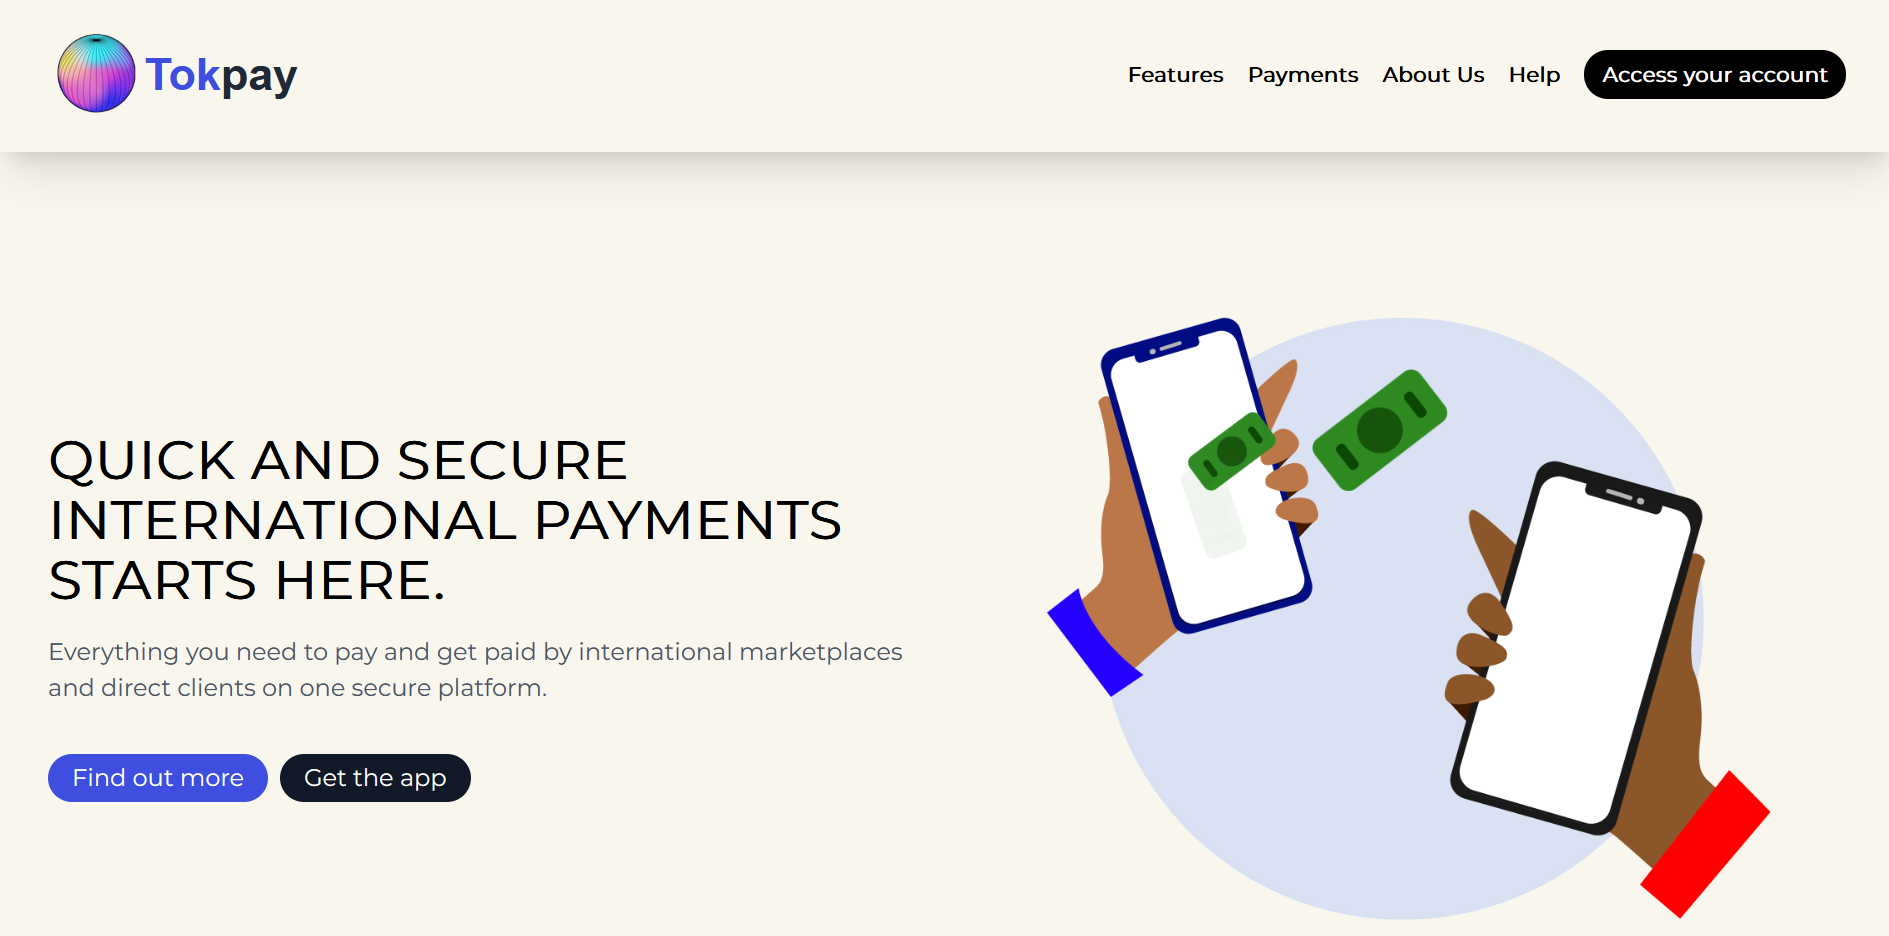 Tokpay
Features Payments About Us Help Access your account
QUICK AND SECURE
INTERNATIONAL PAYMENTS
STARTS HERE.
Everything you need to pay and get paid by international marketplaces
and direct clients on one secure platform.
Find out more Get the app